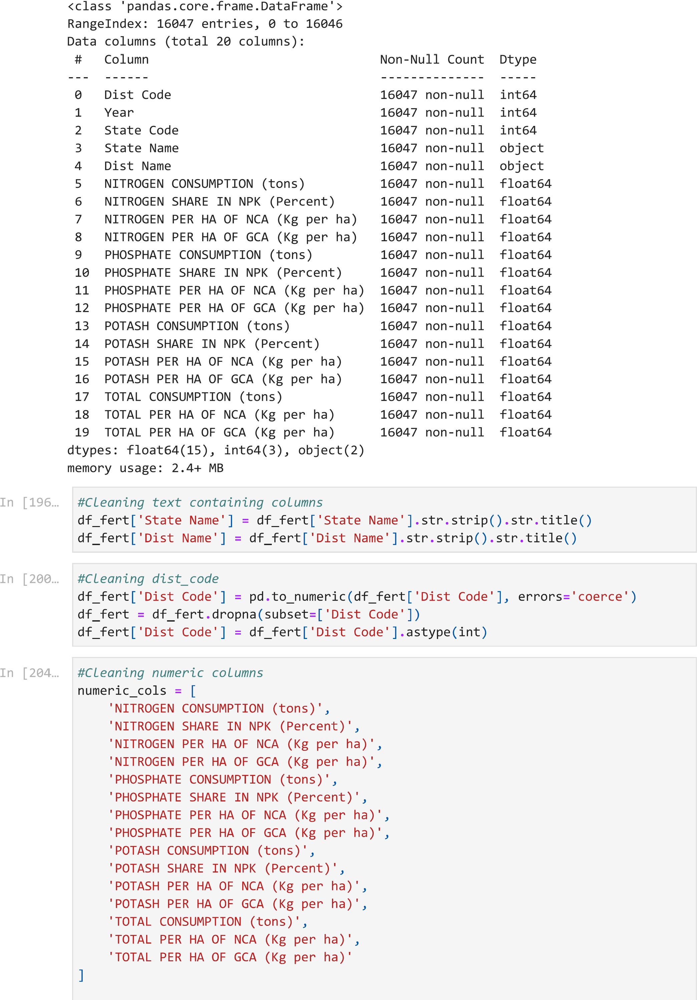 <class 'pandas.core.frame.DataFrame'>
RangeIndex: 16047 entries, 0 to 16046
Data columns (total 20 columns):
 #   Column                               Non-Null Count  Dtype
---  ------                               --------------  -----
 0   Dist Code                            16047 non-null  int64
 1   Year                                 16047 non-null  int64
 2   State Code                           16047 non-null  int64
 3   State Name                           16047 non-null  object
 4   Dist Name                            16047 non-null  object
 5   NITROGEN CONSUMPTION (tons)          16047 non-null  float64
 6   NITROGEN SHARE IN NPK (Percent)      16047 non-null  float64
 7   NITROGEN PER HA OF NCA (Kg per ha)   16047 non-null  float64
 8   NITROGEN PER HA OF GCA (Kg per ha)   16047 non-null  float64
 9   PHOSPHATE CONSUMPTION (tons)         16047 non-null  float64
 10  PHOSPHATE SHARE IN NPK (Percent)     16047 non-null  float64
 11  PHOSPHATE PER HA OF NCA (Kg per ha)  16047 non-null  float64
 12  PHOSPHATE PER HA OF GCA (Kg per ha)  16047 non-null  float64
 13  POTASH CONSUMPTION (tons)            16047 non-null  float64
 14  POTASH SHARE IN NPK (Percent)        16047 non-null  float64
 15  POTASH PER HA OF NCA (Kg per ha)     16047 non-null  float64
 16  POTASH PER HA OF GCA (Kg per ha)     16047 non-null  float64
 17  TOTAL CONSUMPTION (tons)             16047 non-null  float64
 18  TOTAL PER HA OF NCA (Kg per ha)      16047 non-null  float64
 19  TOTAL PER HA OF GCA (Kg per ha)      16047 non-null  float64
dtypes: float64(15), int64(3), object(2)
memory usage: 2.4+ MB
In [196… #Cleaning text containing columns
df_fert['State Name'] = df_fert['State Name'].str.strip().str.title()
df_fert['Dist Name'] = df_fert['Dist Name'].str.strip().str.title()
In [200… #Cleaning dist_code
df_fert['Dist Code'] = pd.to_numeric(df_fert['Dist Code'], errors='coerce')
df_fert = df_fert.dropna(subset=['Dist Code'])
df_fert['Dist Code'] = df_fert['Dist Code'].astype(int)
In [204… #Cleaning numeric columns
numeric_cols = [
    'NITROGEN CONSUMPTION (tons)',
    'NITROGEN SHARE IN NPK (Percent)',
    'NITROGEN PER HA OF NCA (Kg per ha)',
    'NITROGEN PER HA OF GCA (Kg per ha)',
    'PHOSPHATE CONSUMPTION (tons)',
    'PHOSPHATE SHARE IN NPK (Percent)',
    'PHOSPHATE PER HA OF NCA (Kg per ha)',
    'PHOSPHATE PER HA OF GCA (Kg per ha)',
    'POTASH CONSUMPTION (tons)',
    'POTASH SHARE IN NPK (Percent)',
    'POTASH PER HA OF NCA (Kg per ha)',
    'POTASH PER HA OF GCA (Kg per ha)',
    'TOTAL CONSUMPTION (tons)',
    'TOTAL PER HA OF NCA (Kg per ha)',
    'TOTAL PER HA OF GCA (Kg per ha)'
]